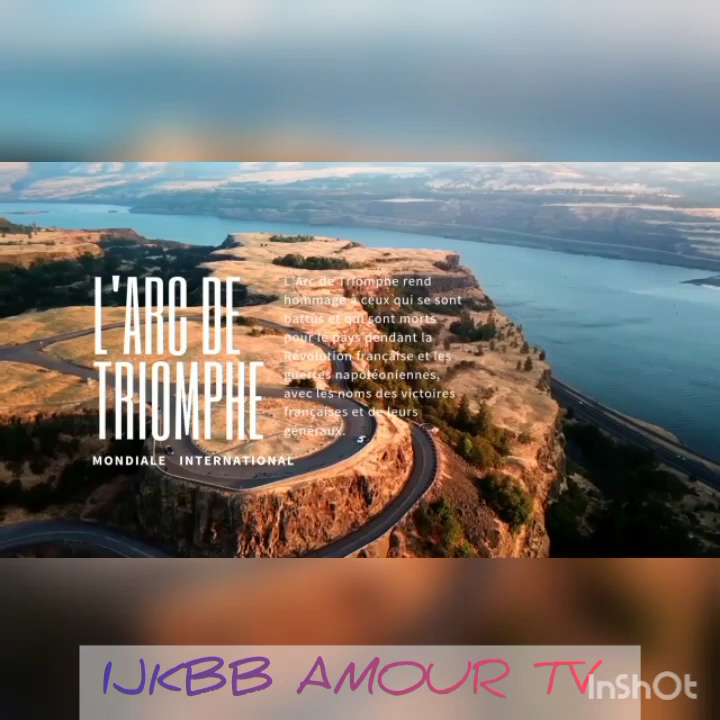 L'ARC DE
TRIOMPHE
MONDIALE INTERNATIONAL
L'Arc de Triomphe rend
hommage à ceux qui se sont
battus et qui sont morts
pour le pays pendant la
Révolution française et les
guerres napoléoniennes,
avec les noms des victoires
françaises et de leurs
généraux.
IJKBB AMOUR TV
InShOt